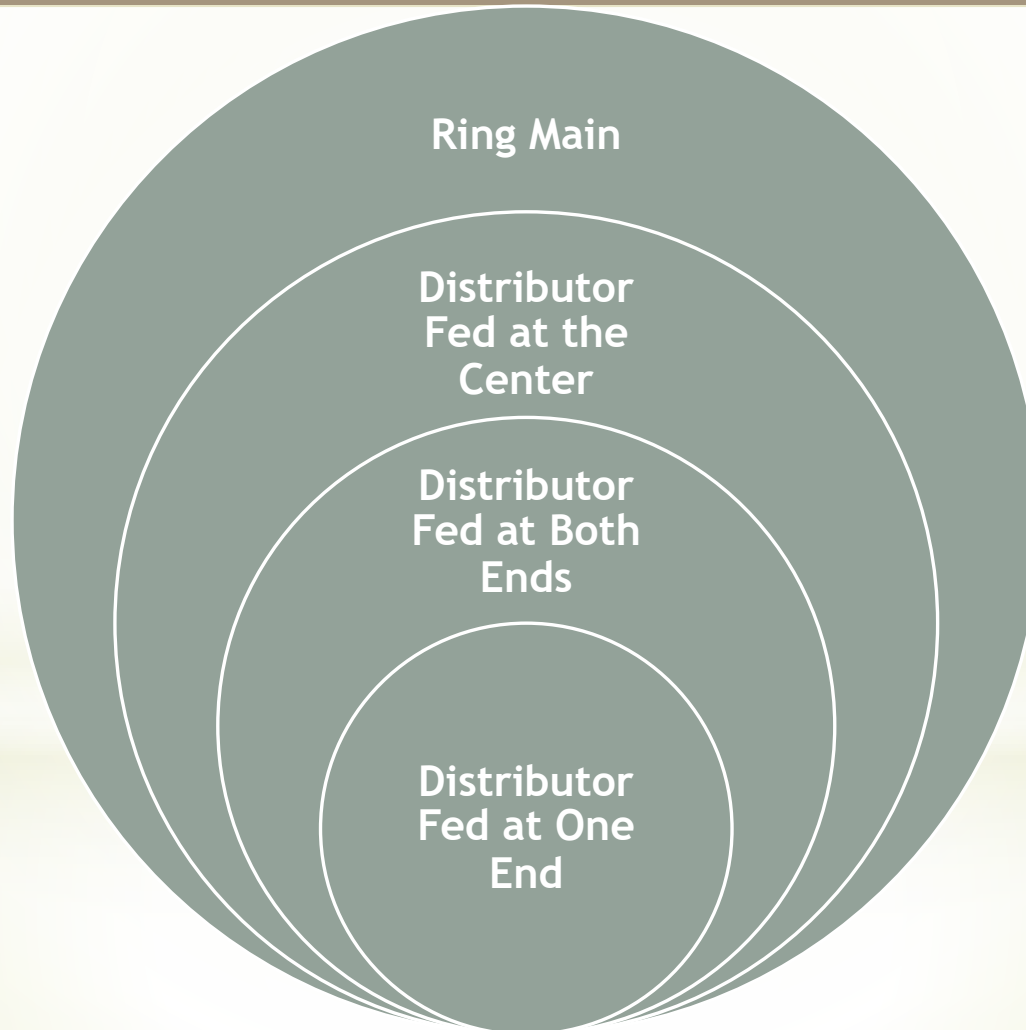 Ring Main
Distributor
Fed at the
Center
Distributor
Fed at Both
Ends
Distributor
Fed at One
End